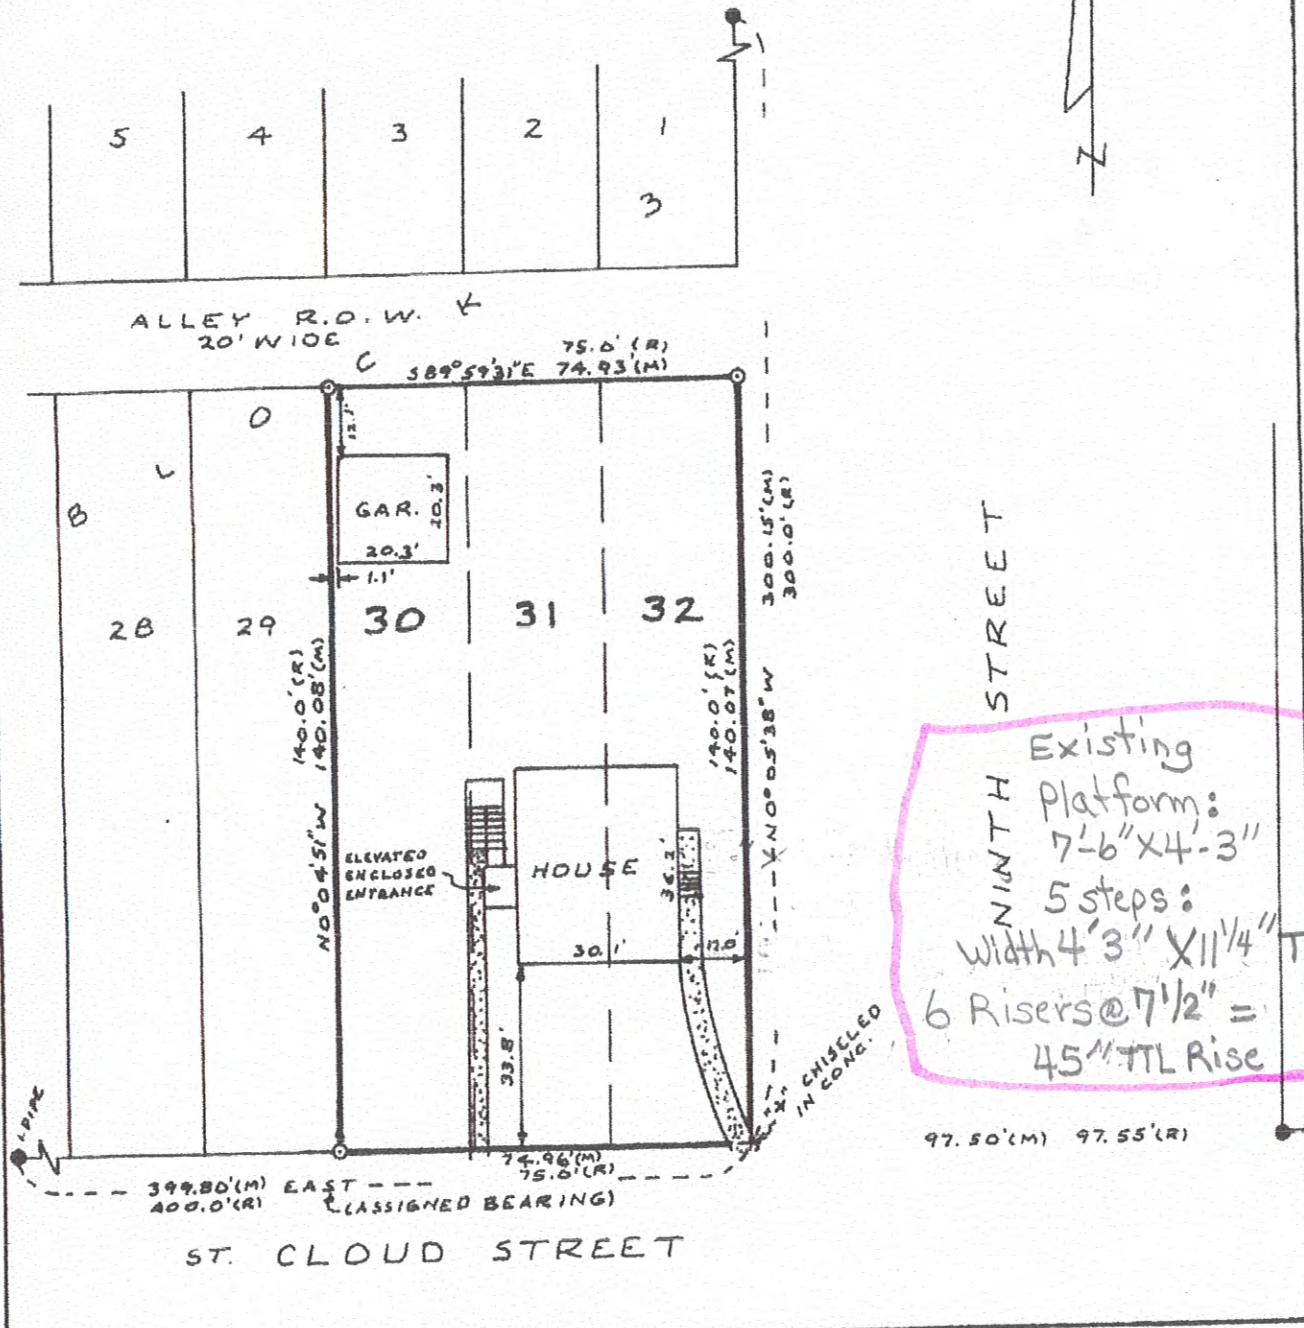 5 4 3 2 1
3
Z
ALLEY R.O.W.
20' WIDE
75.0' (R)
S89°59'31"E 74.93'(M)
B L O C K
12.1'
GAR.
20.3'
20.3'
1.1'
28 29 30 31 32
140.0' (R)
140.08' (M)
N0°04'51"W
140.0' (R)
140.07' (M)
300.15'(M)
300.0' (R)
N0°05'38"W
NINTH STREET
ELEVATED
ENCLOSED
ENTRANCE
HOUSE
36.2'
30.1'
33.8'
Existing
Platform:
7'-6" X 4'-3"
5 steps:
Width 4'3" X 11 1/4" T
6 Risers @ 7 1/2" =
45" TTL Rise
"X" CHISELED
IN CONC.
97.50'(M) 97.55'(R)
74.96'(M)
75.0'(R)
399.80'(M) EAST
400.0'(R) (ASSIGNED BEARING)
ST. CLOUD STREET